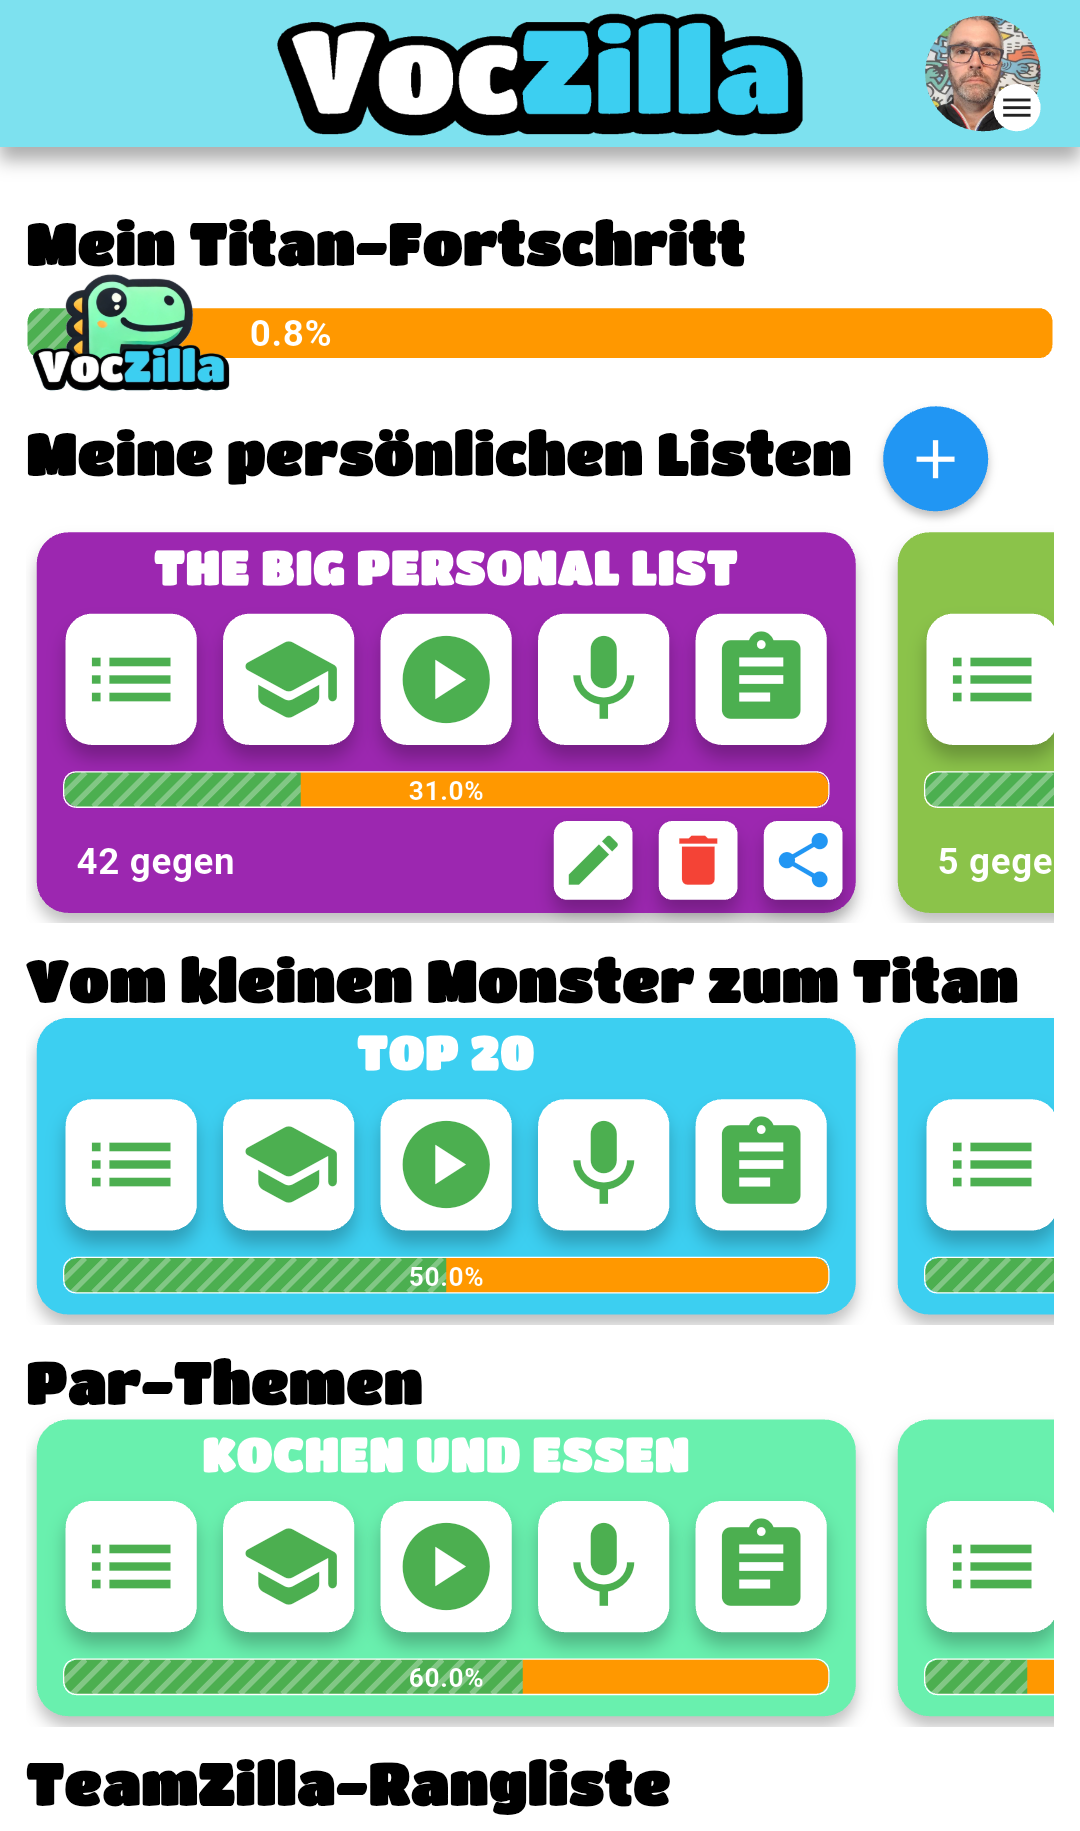 VocZilla
Mein Titan-Fortschritt
0.8%
VocZilla
Meine persönlichen Listen
THE BIG PERSONAL LIST
31.0%
42 gegen
5 gege
Vom kleinen Monster zum Titan
TOP 20
50.0%
Par-Themen
KOCHEN UND ESSEN
60.0%
TeamZilla-Rangliste